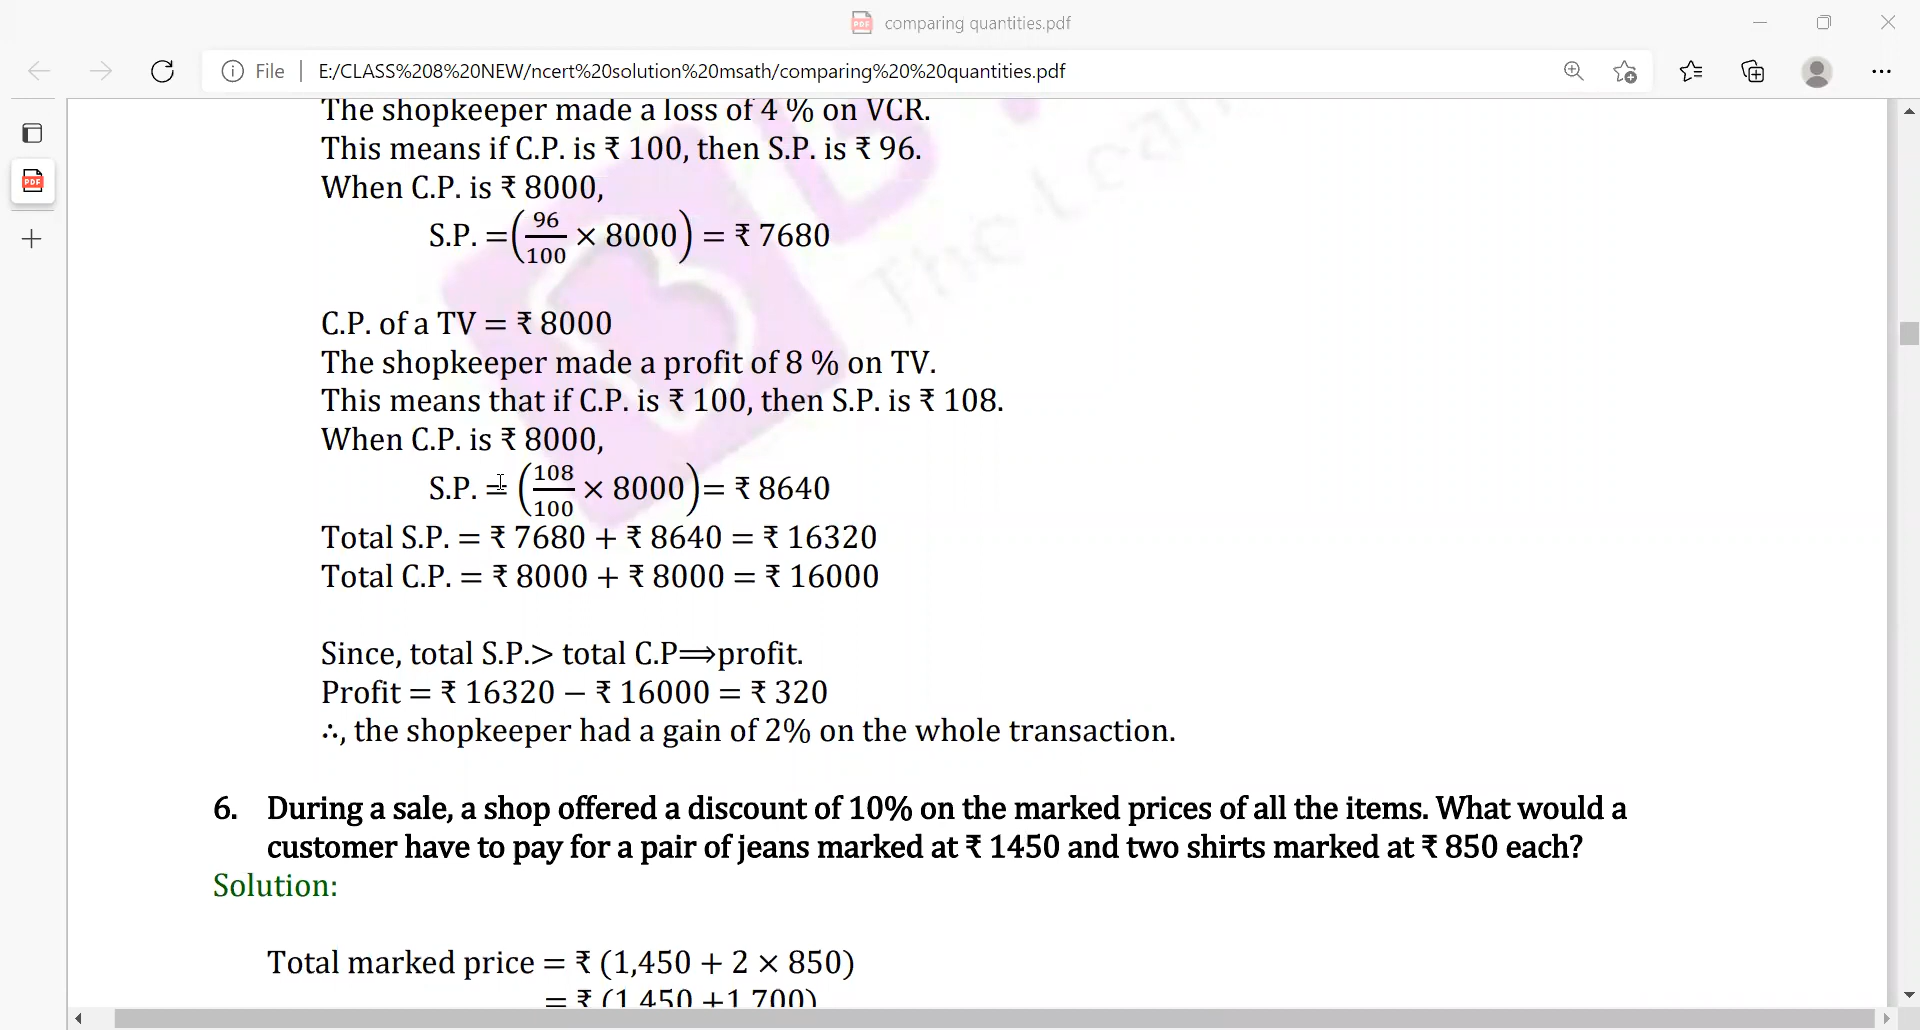 comparing quantities.pdf
File | E:/CLASS%208%20NEW/ncert%20solution%20msath/comparing%20%20quantities.pdf
The shopkeeper made a loss of 4 % on VCR.
This means if C.P. is ₹ 100, then S.P. is ₹ 96.
When C.P. is ₹ 8000,
S.P. =(96/100 × 8000) = ₹ 7680
C.P. of a TV = ₹ 8000
The shopkeeper made a profit of 8 % on TV.
This means that if C.P. is ₹ 100, then S.P. is ₹ 108.
When C.P. is ₹ 8000,
S.P. = (108/100 × 8000)= ₹ 8640
Total S.P. = ₹ 7680 + ₹ 8640 = ₹ 16320
Total C.P. = ₹ 8000 + ₹ 8000 = ₹ 16000
Since, total S.P.> total C.P⟹profit.
Profit = ₹ 16320 − ₹ 16000 = ₹ 320
∴, the shopkeeper had a gain of 2% on the whole transaction.
6. During a sale, a shop offered a discount of 10% on the marked prices of all the items. What would a
customer have to pay for a pair of jeans marked at ₹ 1450 and two shirts marked at ₹ 850 each?
Solution:
Total marked price = ₹ (1,450 + 2 × 850)
= ₹ (1,450 +1,700)